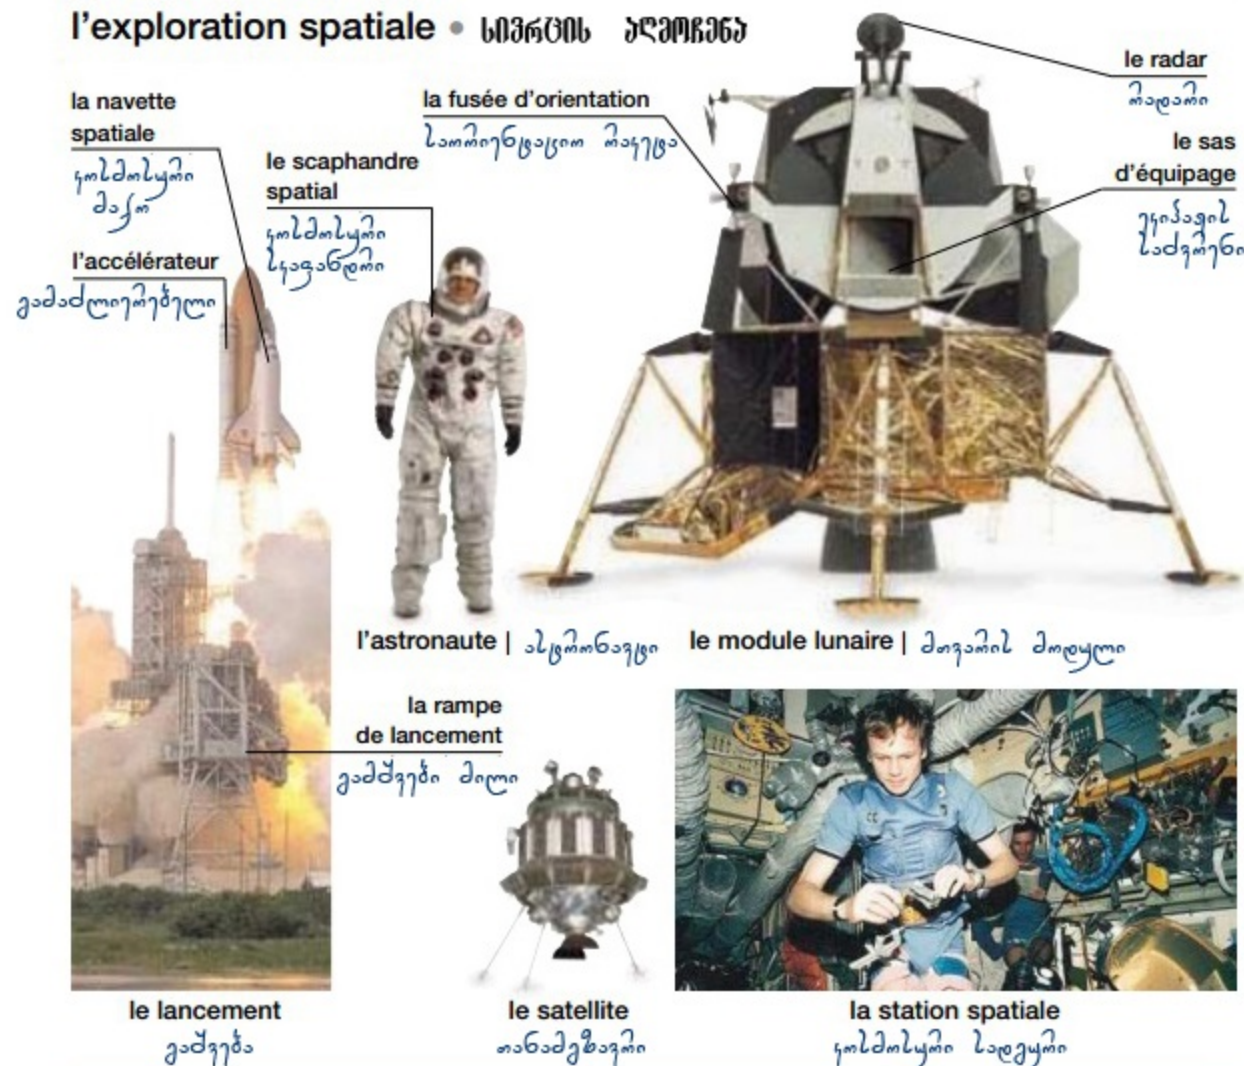 l'exploration spatiale • სივრცის აღმოჩენა
la navette
spatiale
კოსმოსური
მაქო
l'accélérateur
გამაძლიერებელი
le scaphandre
spatial
კოსმოსური
სკაფანდრი
la fusée d'orientation
საორიენტაციო რაკეტა
le radar
რადარი
le sas
d'équipage
ეკიპაჟის
საძვრენი
l'astronaute | ასტრონავტი
le module lunaire | მთვარის მოდული
la rampe
de lancement
გამშვები მილი
le lancement
გაშვება
le satellite
თანამგზავრი
la station spatiale
კოსმოსური სადგური